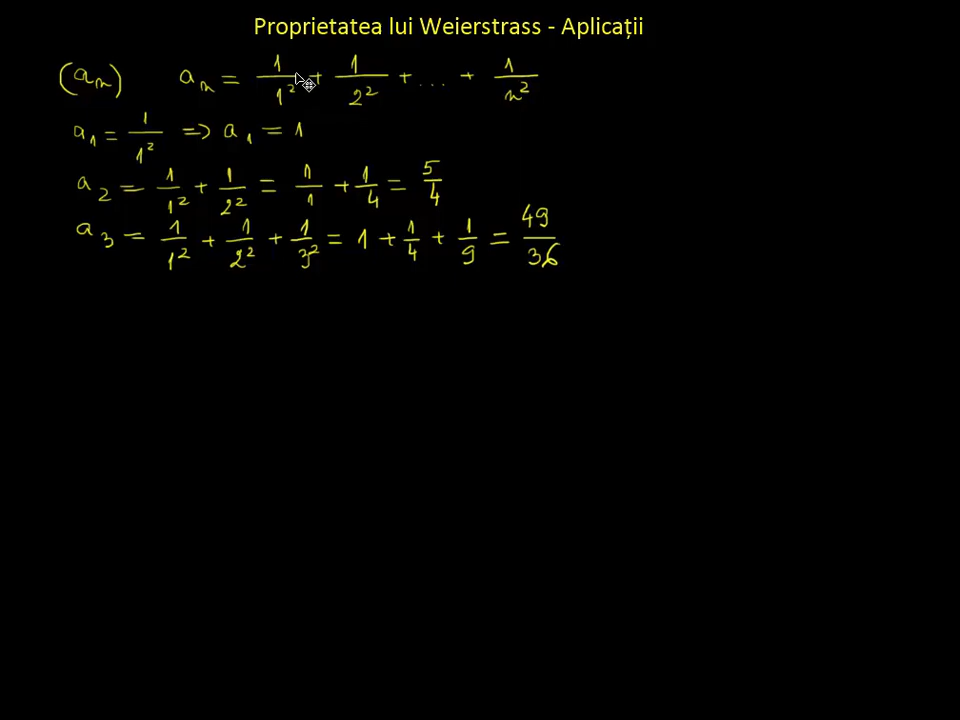 Proprietatea lui Weierstrass - Aplicații
(aₙ) aₙ = 1/1² + 1/2² + ... + 1/n²
a₁ = 1/1² => a₁ = 1
a₂ = 1/1² + 1/2² = 1/1 + 1/4 = 5/4
a₃ = 1/1² + 1/2² + 1/3² = 1 + 1/4 + 1/9 = 49/36